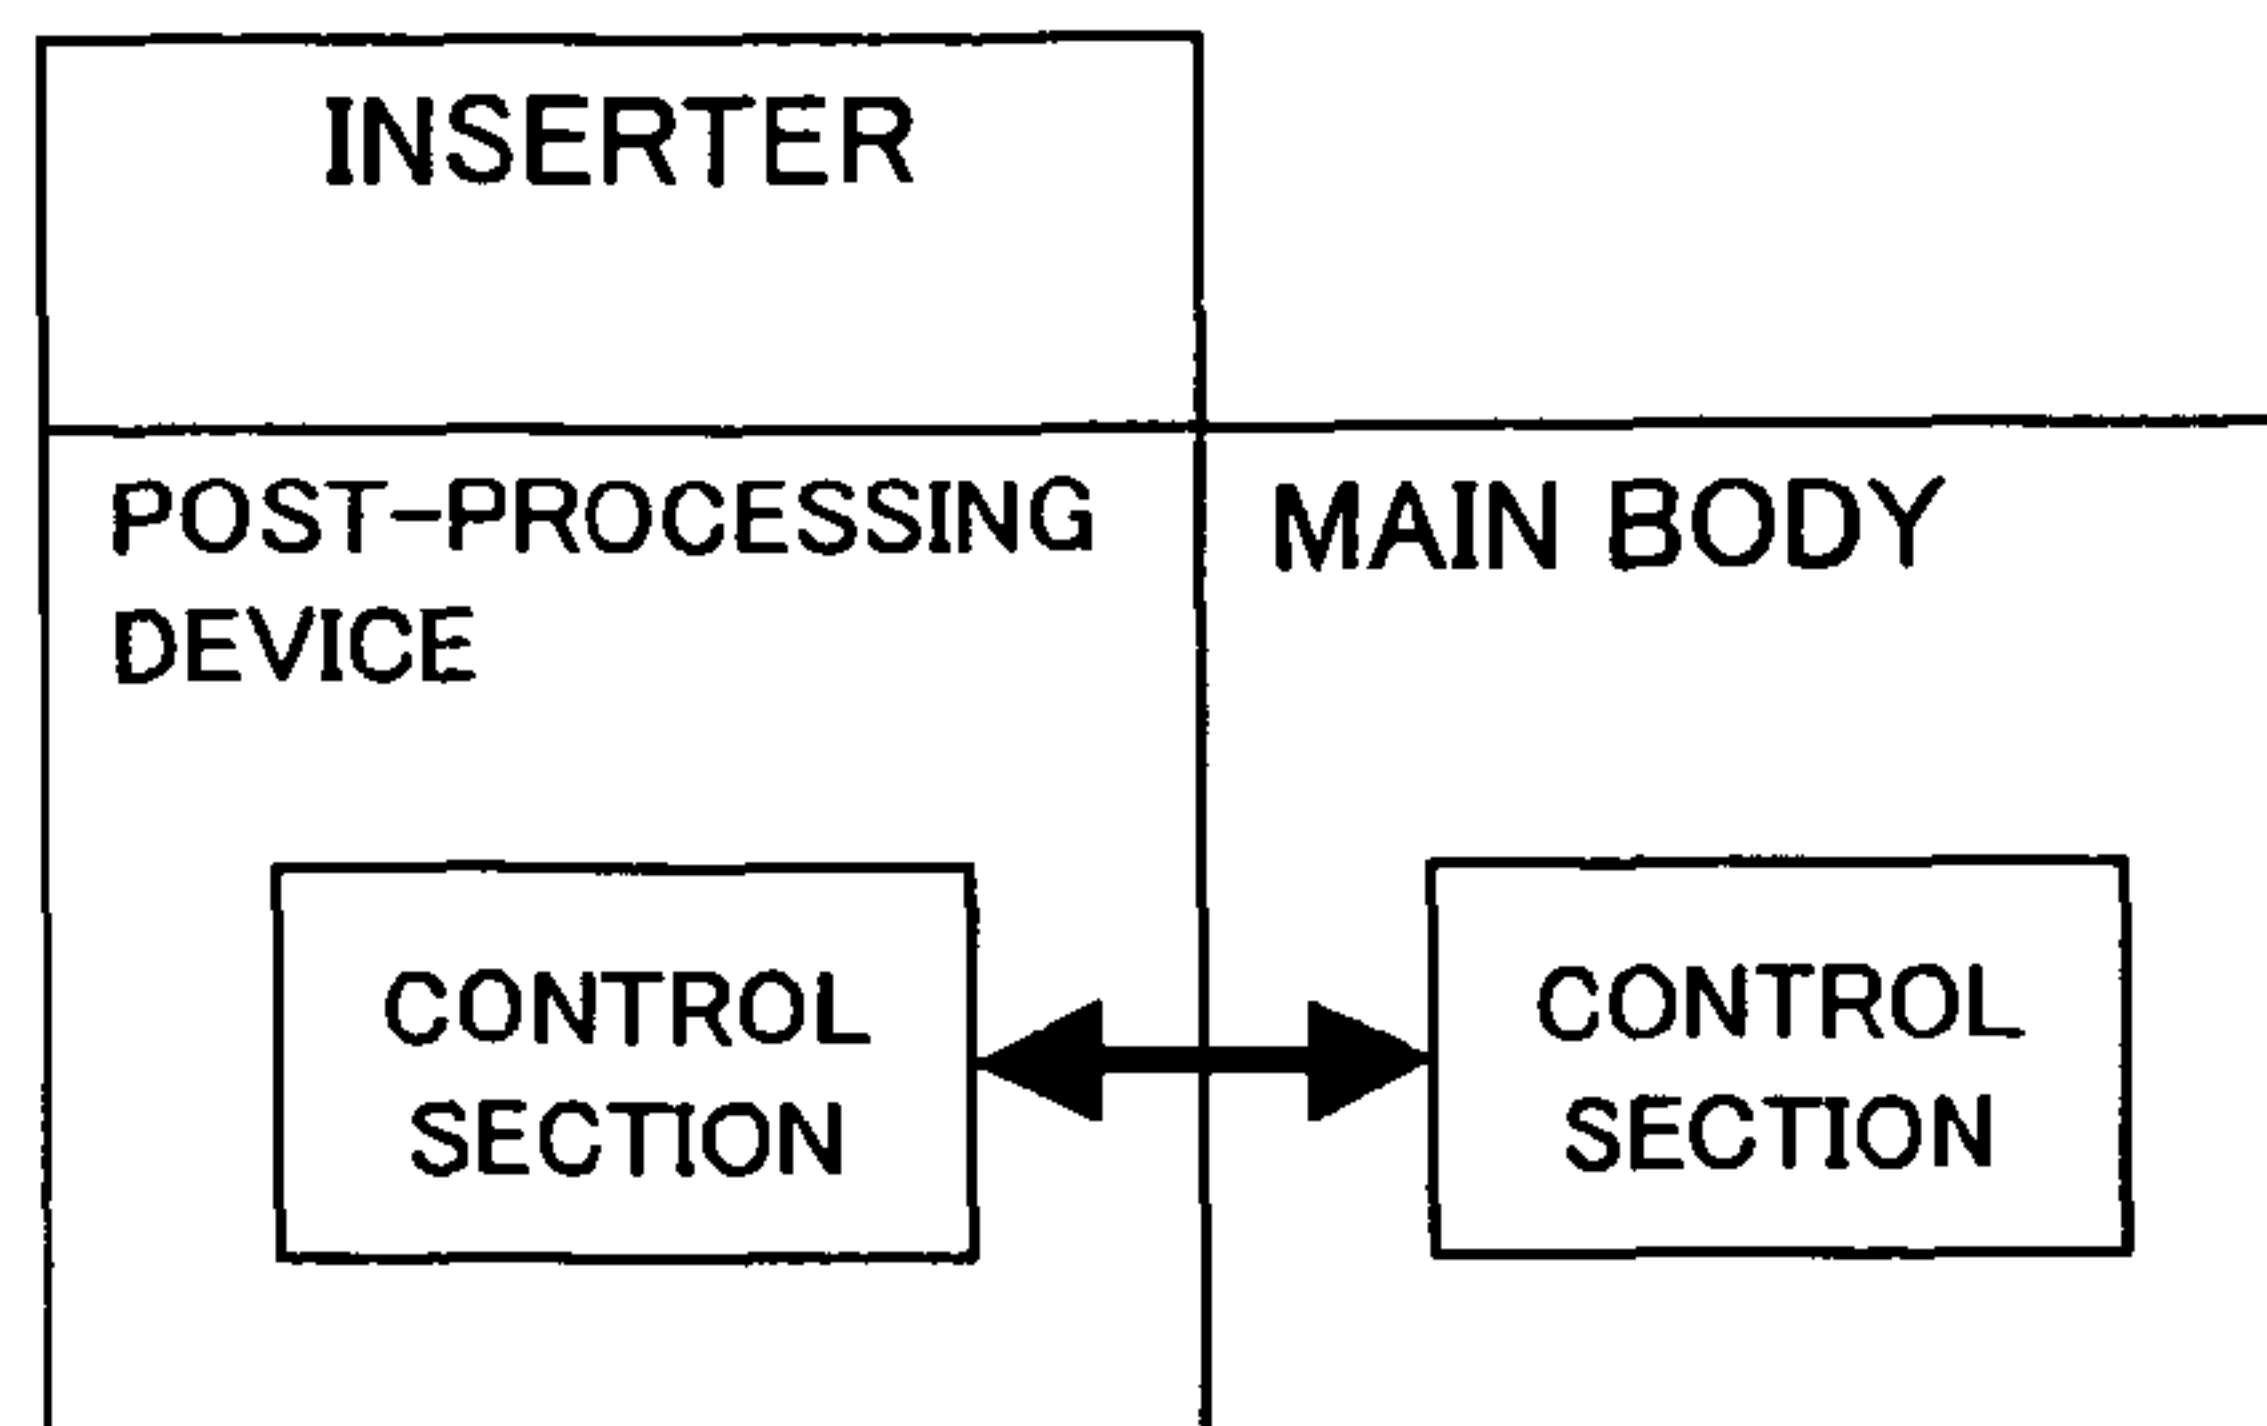 INSERTER
POST-PROCESSING
DEVICE
MAIN BODY
CONTROL
SECTION
CONTROL
SECTION